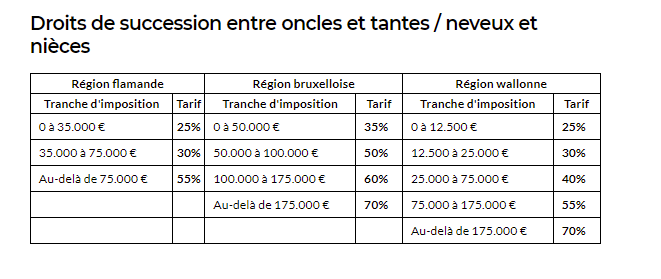 Droits de succession entre oncles et tantes / neveux et
nièces
Région flamande Région bruxelloise Région wallonne
Tranche d'imposition Tarif Tranche d'imposition Tarif Tranche d'imposition Tarif
0 à 35.000 € 25% 0 à 50.000 € 35% 0 à 12.500 € 25%
35.000 à 75.000 € 30% 50.000 à 100.000 € 50% 12.500 à 25.000 € 30%
Au-delà de 75.000 € 55% 100.000 à 175.000 € 60% 25.000 à 75.000 € 40%
Au-delà de 175.000 € 70% 75.000 à 175.000 € 55%
Au-delà de 175.000 € 70%